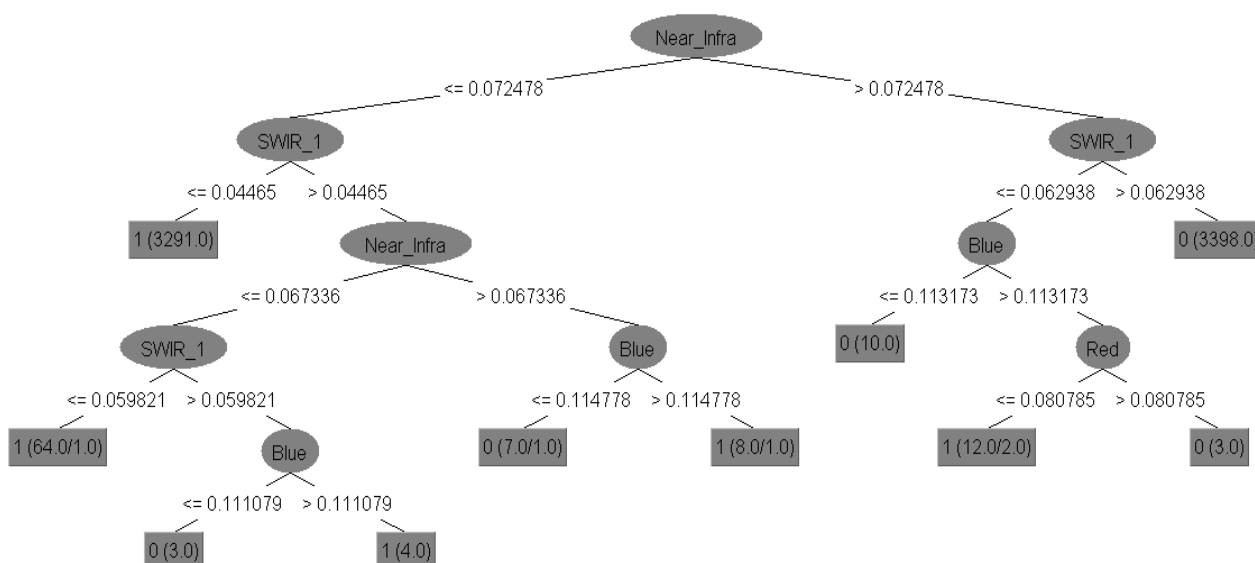 Near_Infra
<= 0.072478 > 0.072478
SWIR_1 SWIR_1
<= 0.04465 > 0.04465 <= 0.062938 > 0.062938
1 (3291.0) Near_Infra Blue 0 (3398.0)
<= 0.067336 > 0.067336 <= 0.113173 > 0.113173
SWIR_1 Blue 0 (10.0) Red
<= 0.059821 > 0.059821 <= 0.114778 > 0.114778 <= 0.080785 > 0.080785
1 (64.0/1.0) Blue 0 (7.0/1.0) 1 (8.0/1.0) 1 (12.0/2.0) 0 (3.0)
<= 0.111079 > 0.111079
0 (3.0) 1 (4.0)